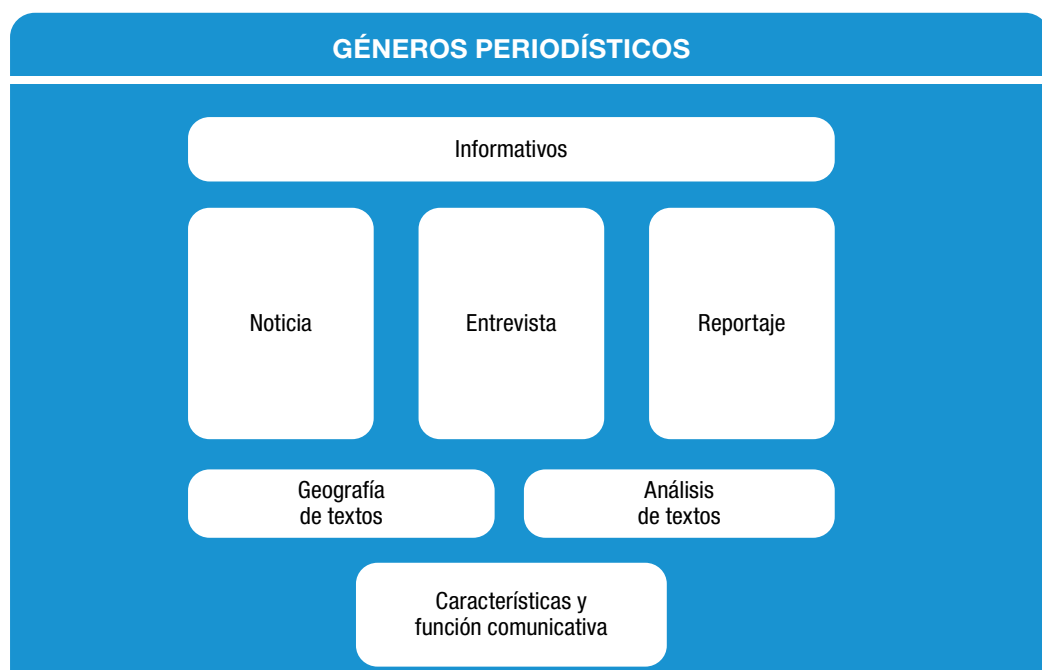 GÉNEROS PERIODÍSTICOS
Informativos
Noticia
Entrevista
Reportaje
Geografía
de textos
Análisis
de textos
Características y
función comunicativa